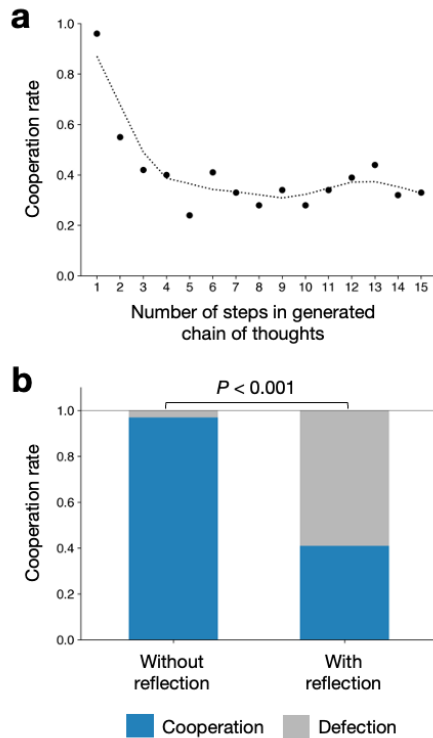 a
Cooperation rate
1.0
0.8
0.6
0.4
0.2
0.0
1 2 3 4 5 6 7 8 9 10 11 12 13 14 15
Number of steps in generated
chain of thoughts
b
P < 0.001
Cooperation rate
1.0
0.8
0.6
0.4
0.2
0.0
Without
reflection
With
reflection
Cooperation
Defection